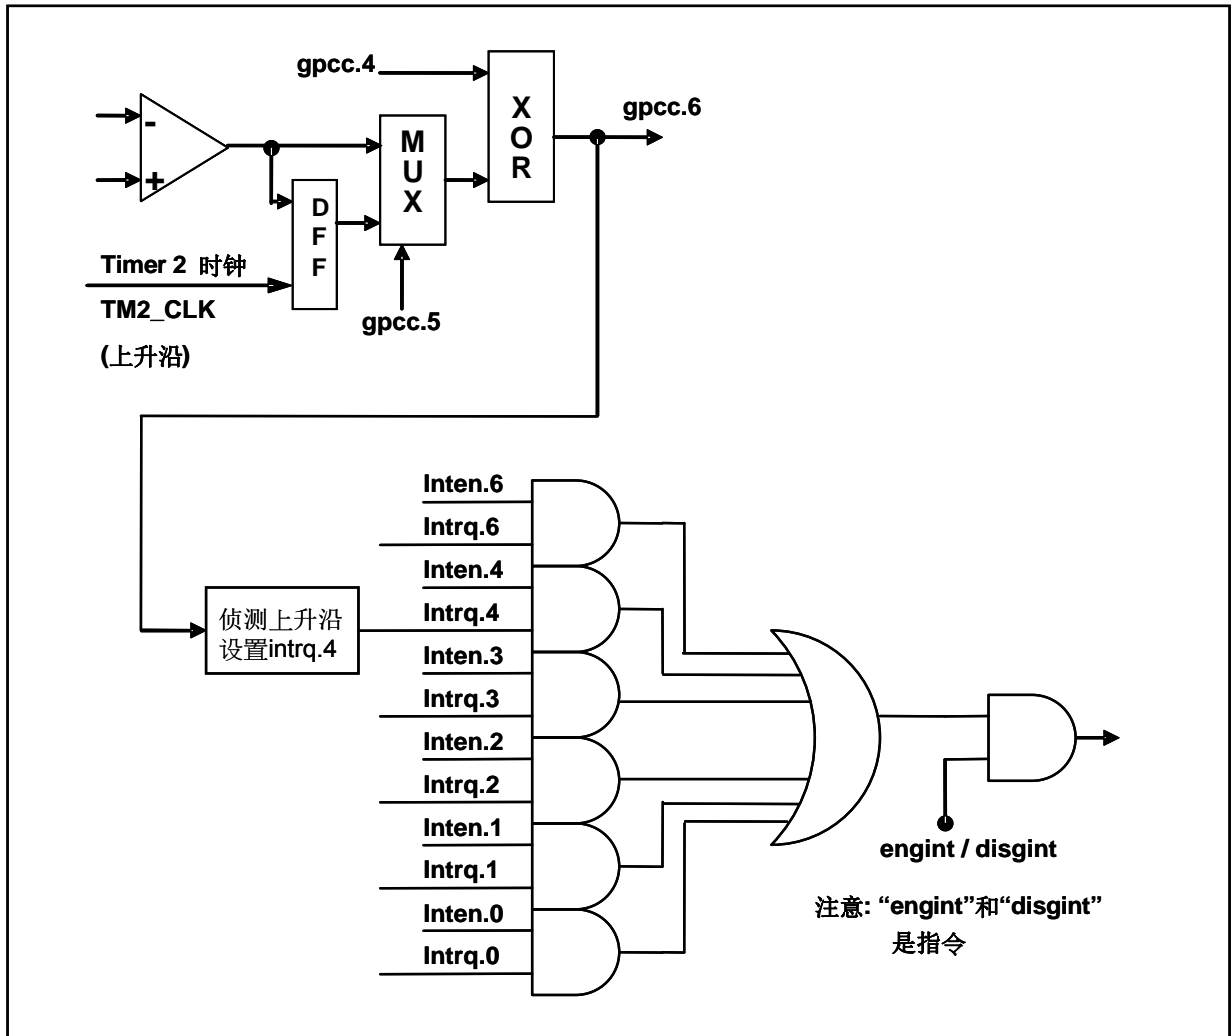 gpcc.4
XOR
gpcc.6
-
+
MUX
DFF
Timer 2 时钟
TM2_CLK
(上升沿)
gpcc.5
Inten.6
Intrq.6
Inten.4
Intrq.4
侦测上升沿
设置intrq.4
Inten.3
Intrq.3
Inten.2
Intrq.2
Inten.1
Intrq.1
Inten.0
Intrq.0
engint / disgint
注意: “engint”和“disgint”
是指令